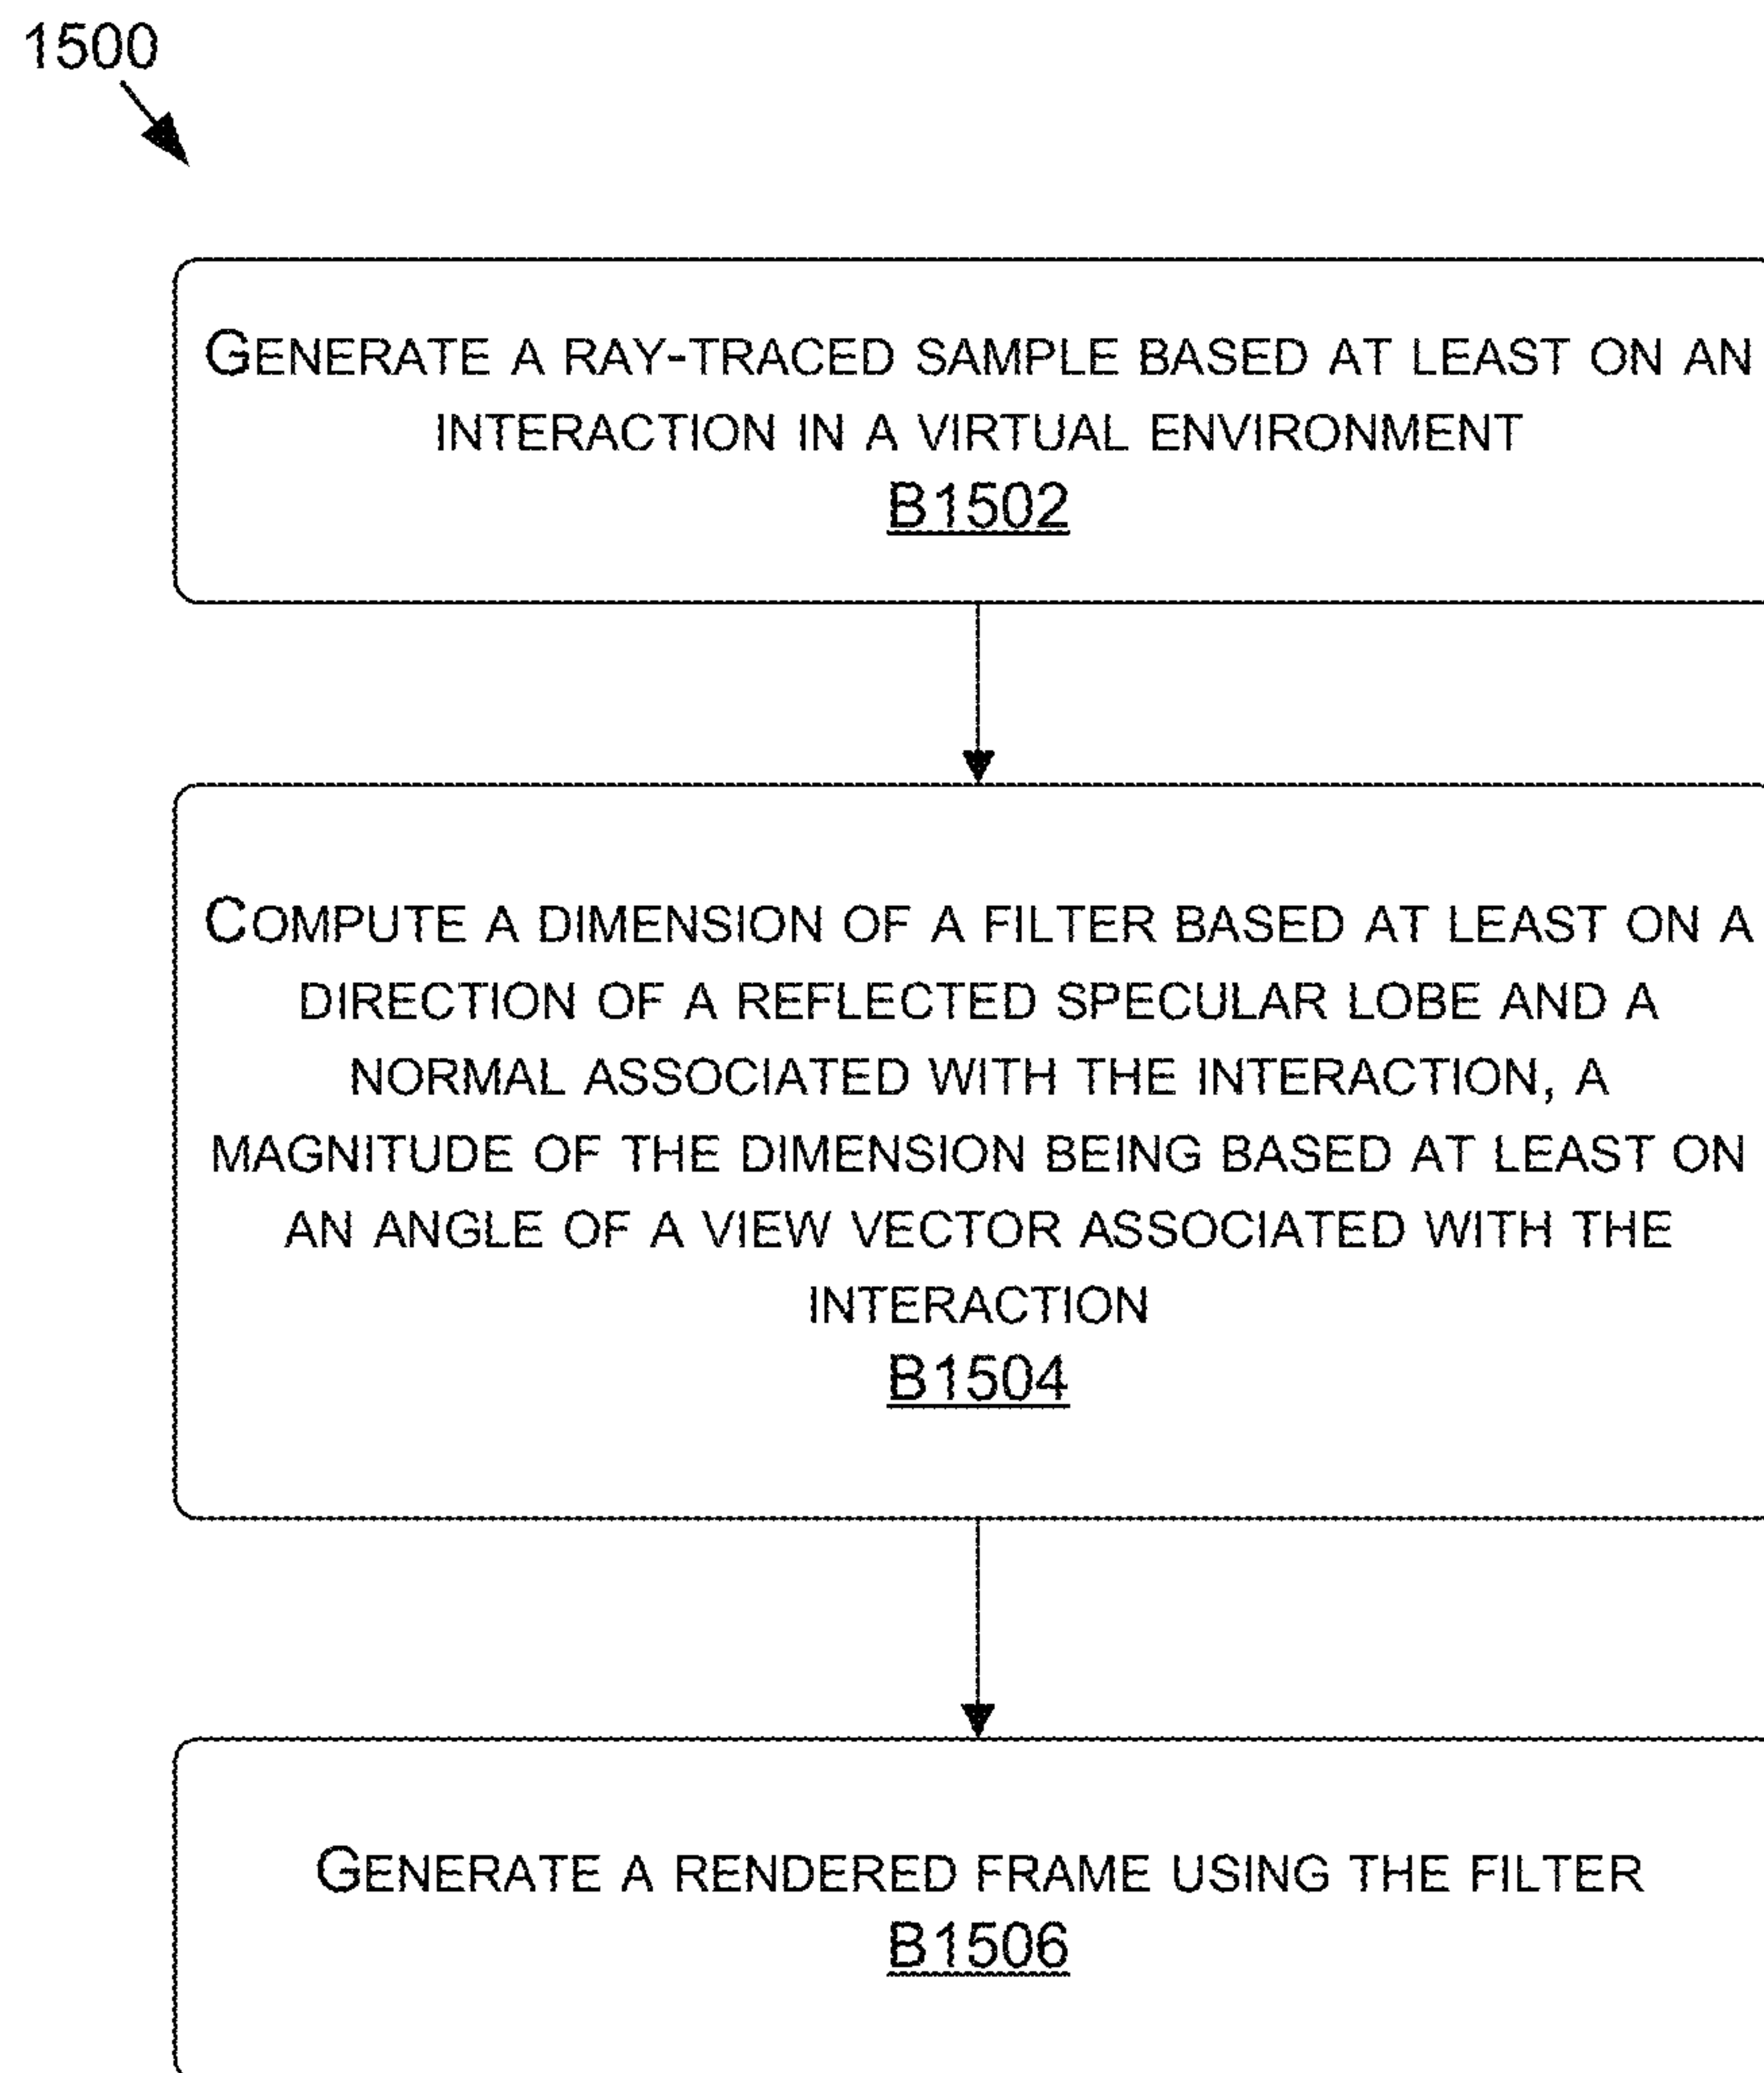 1500
GENERATE A RAY-TRACED SAMPLE BASED AT LEAST ON AN
INTERACTION IN A VIRTUAL ENVIRONMENT
B1502
COMPUTE A DIMENSION OF A FILTER BASED AT LEAST ON A
DIRECTION OF A REFLECTED SPECULAR LOBE AND A
NORMAL ASSOCIATED WITH THE INTERACTION, A
MAGNITUDE OF THE DIMENSION BEING BASED AT LEAST ON
AN ANGLE OF A VIEW VECTOR ASSOCIATED WITH THE
INTERACTION
B1504
GENERATE A RENDERED FRAME USING THE FILTER
B1506